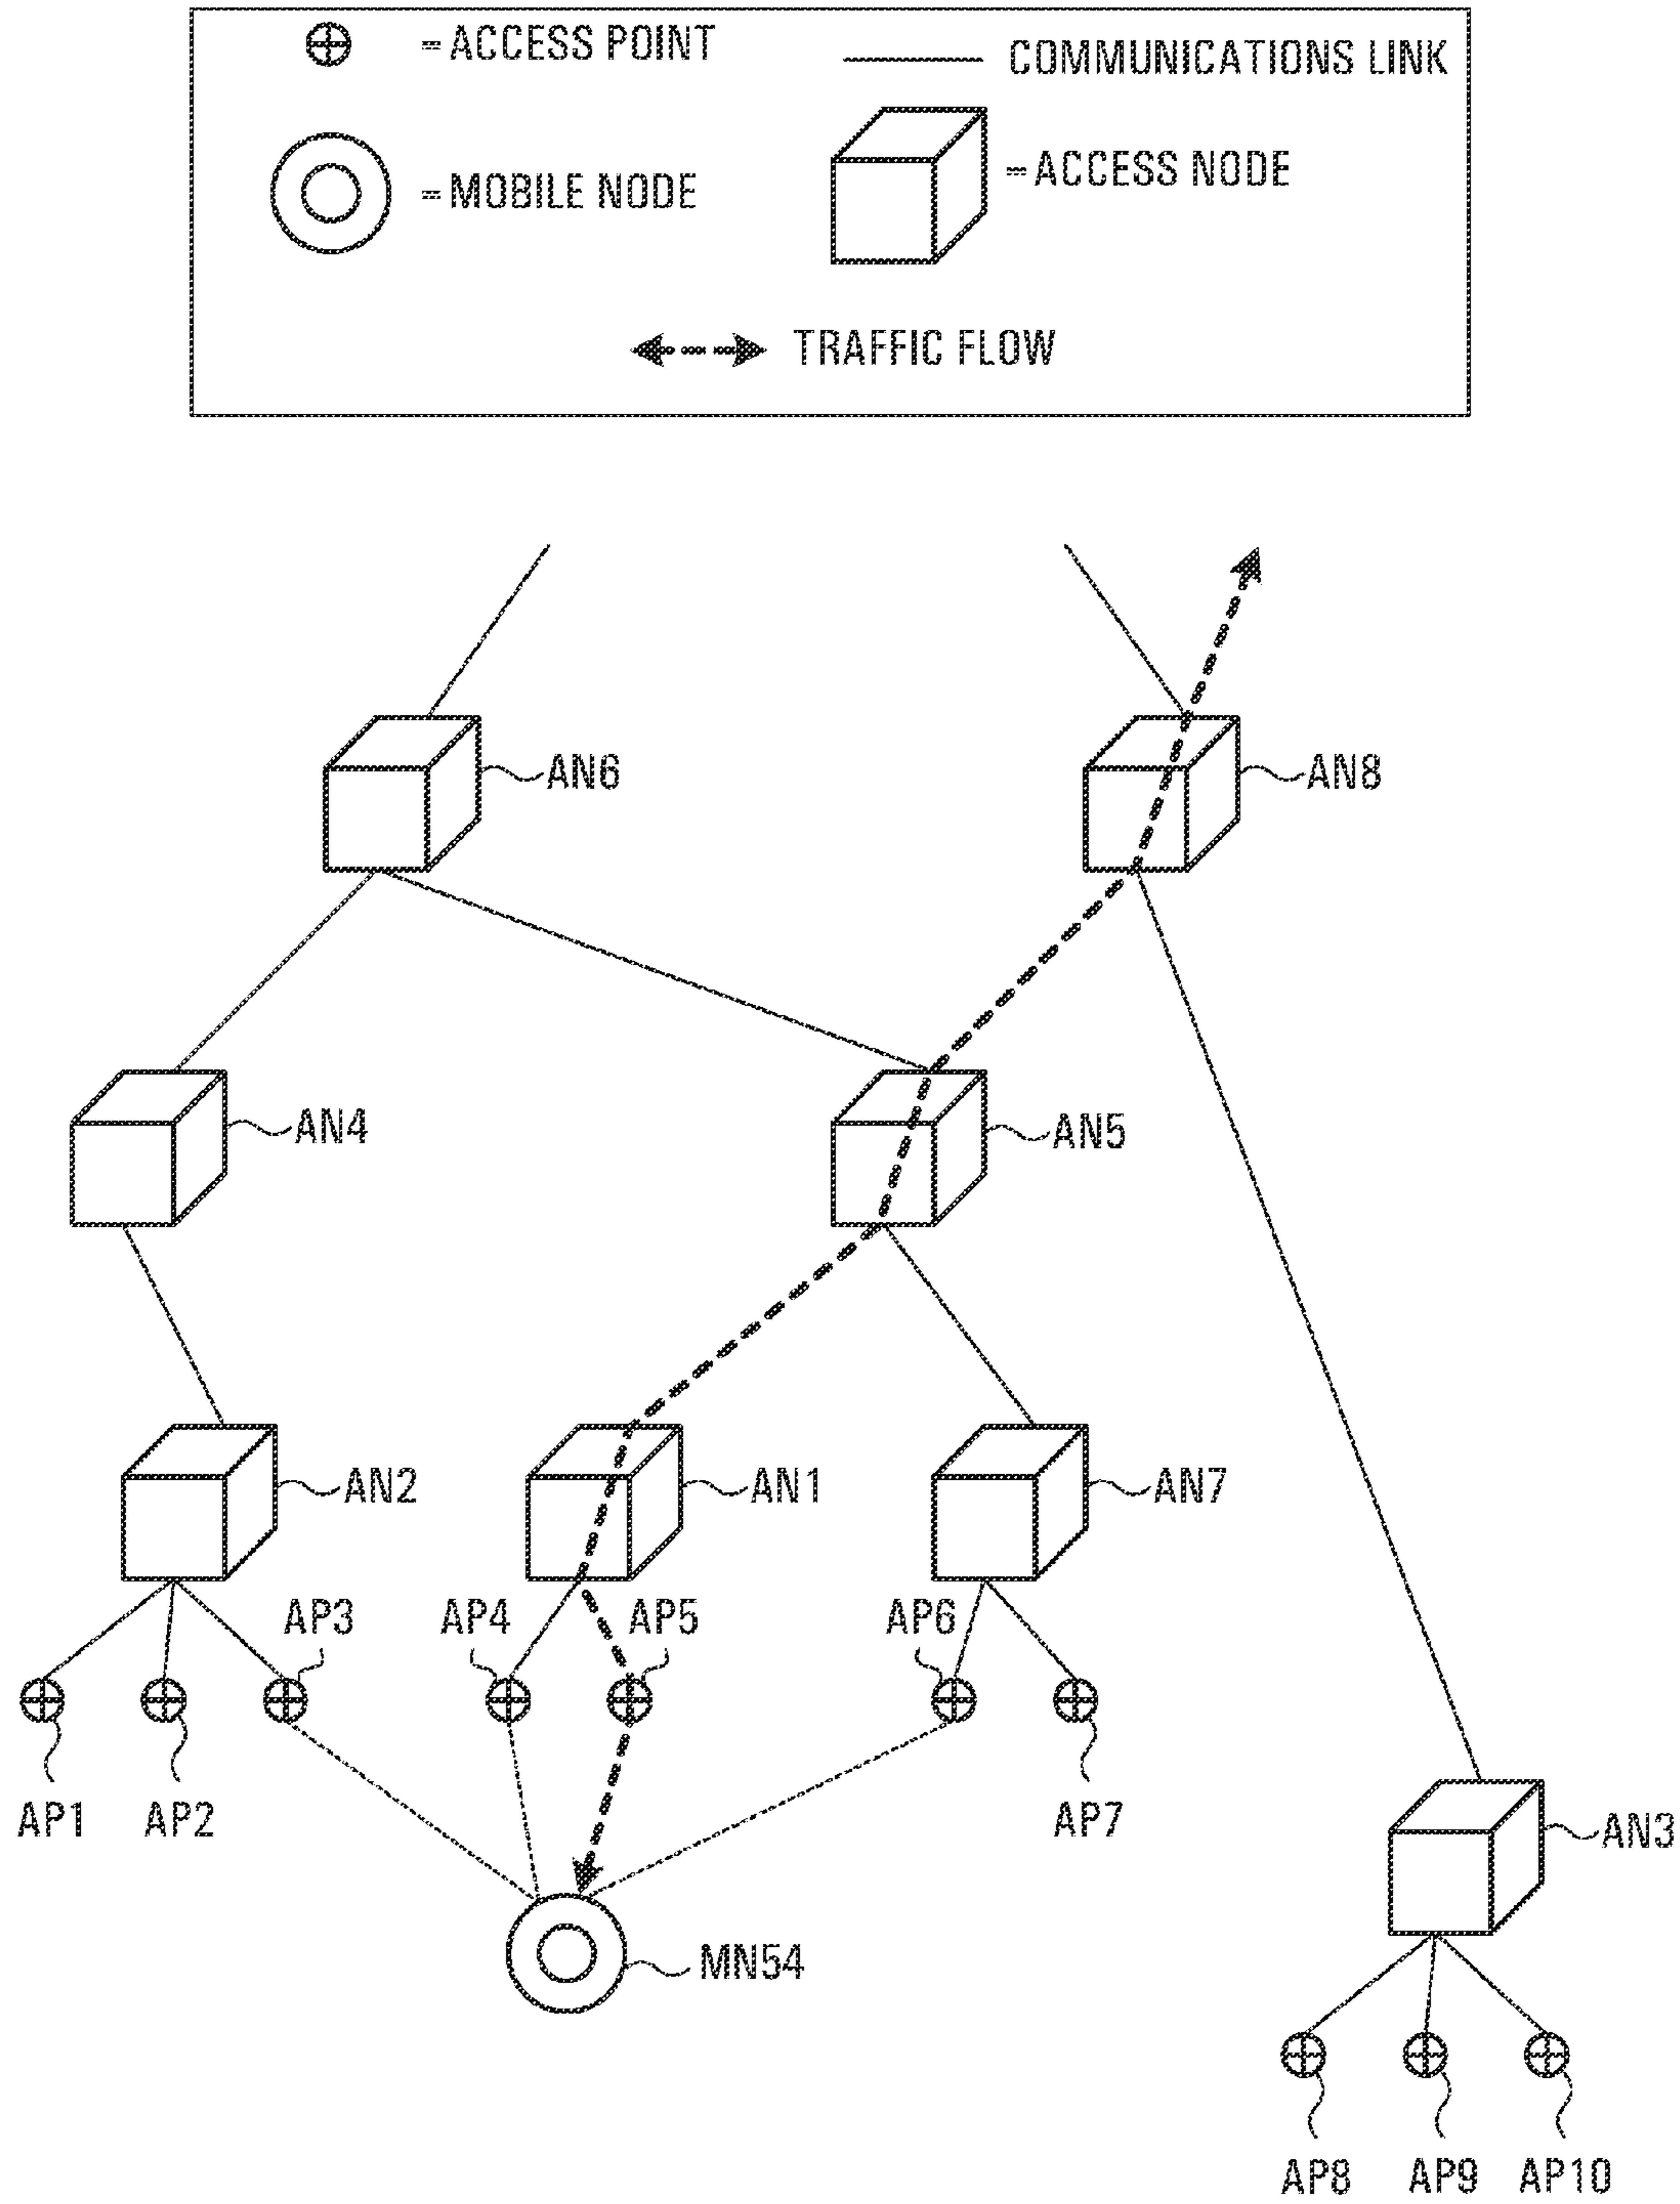 = ACCESS POINT
COMMUNICATIONS LINK
= MOBILE NODE
= ACCESS NODE
TRAFFIC FLOW
AN6
AN8
AN4
AN5
AN2
AN1
AN7
AP3
AP4
AP5
AP6
AP1
AP2
AP7
AN3
MN54
AP8
AP9
AP10